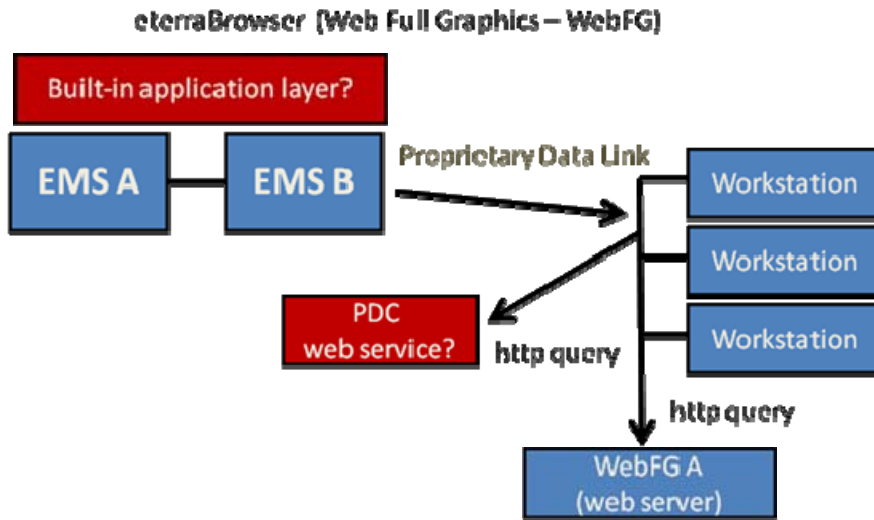 eterraBrowser (Web Full Graphics – WebFG)
Built-in application layer?
EMS A
EMS B
Proprietary Data Link
Workstation
Workstation
Workstation
PDC
web service?
http query
http query
WebFG A
(web server)